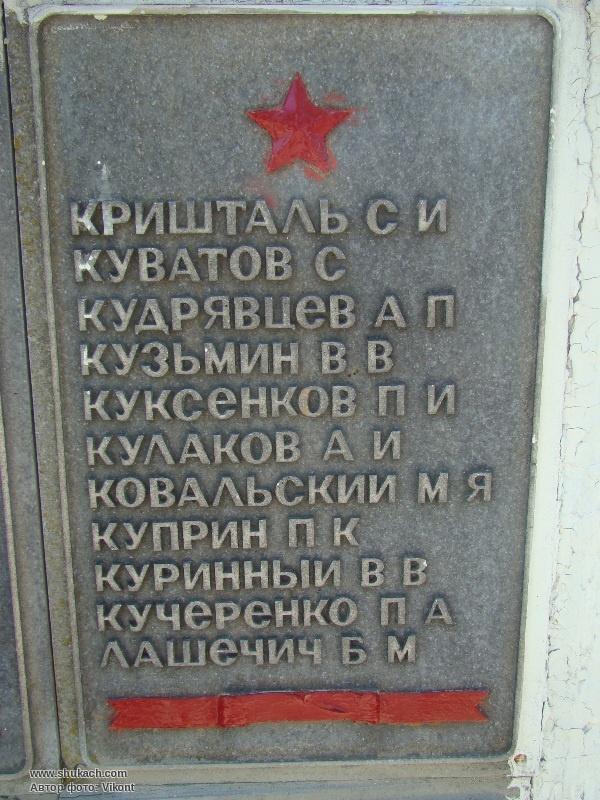 КРИШТАЛЬ С И
КУВАТОВ С
КУДРЯВЦЕВ А П
КУЗЬМИН В В
КУКСЕНКОВ П И
КУЛАКОВ А И
КОВАЛЬСКИИ М Я
КУПРИН П К
КУРИННЫИ В В
КУЧЕРЕНКО П А
ЛАШЕЧИЧ Б М
www.shukach.com
Автор фото: Vikont